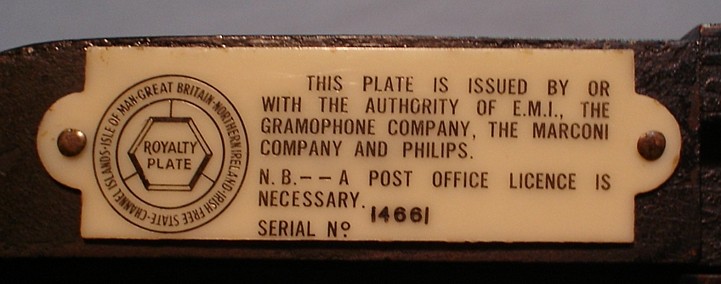 ISLE OF MAN·GREAT BRITAIN·NORTHERN IRELAND·IRISH FREE STATE·CHANNEL ISLANDS·
ROYALTY
PLATE
THIS PLATE IS ISSUED BY OR
WITH THE AUTHORITY OF E.M.I., THE
GRAMOPHONE COMPANY, THE MARCONI
COMPANY AND PHILIPS.
N.B.-- A POST OFFICE LICENCE IS
NECESSARY.
SERIAL Nº 14661